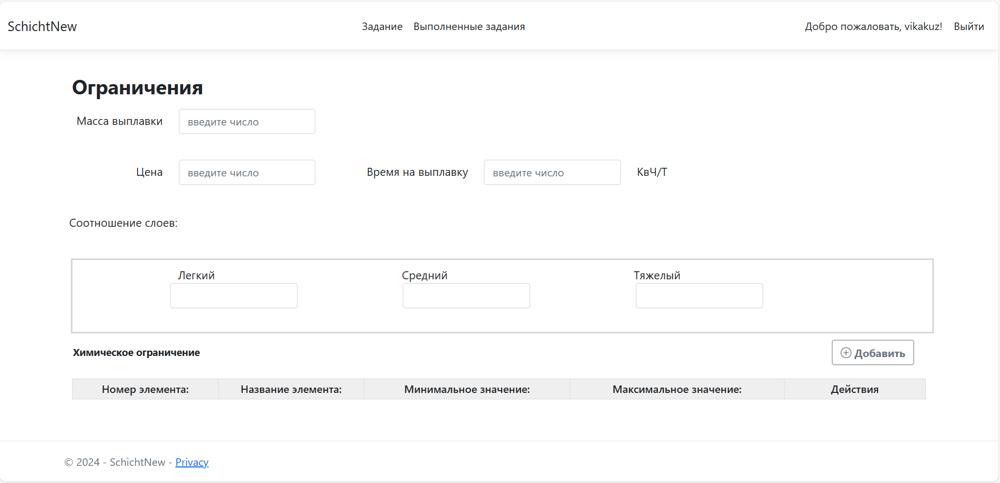 SchichtNew Задание Выполненные задания Добро пожаловать, vikakuz! Выйти
Ограничения
Масса выплавки введите число
Цена введите число Время на выплавку введите число КвЧ/Т
Соотношение слоев:
Легкий Средний Тяжелый
Химическое ограничение Добавить
Номер элемента: Название элемента: Минимальное значение: Максимальное значение: Действия
© 2024 - SchichtNew - Privacy